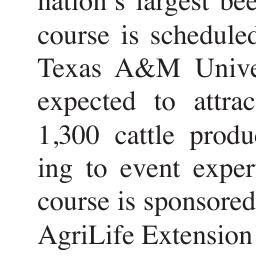 nation's largest bee
course is scheduled
Texas A&M Unive
expected to attrac
1,300 cattle produ
ing to event exper
course is sponsored
AgriLife Extension